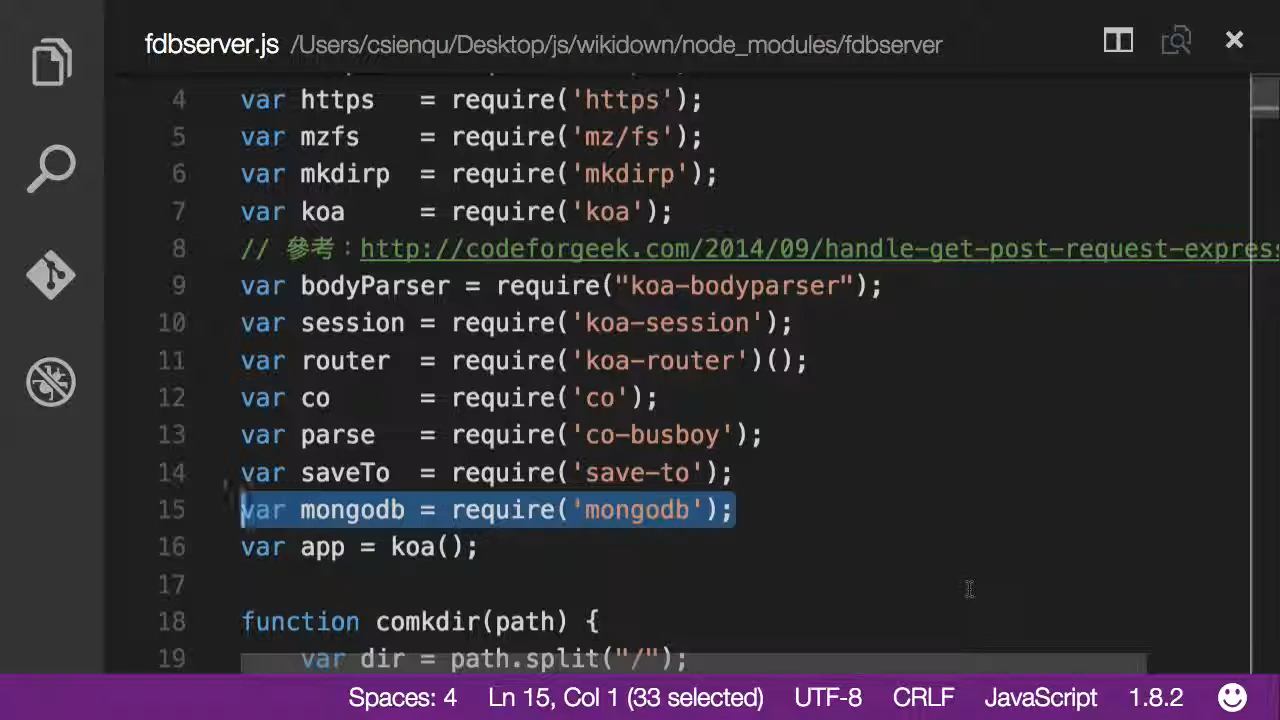 fdbserver.js /Users/csienqu/Desktop/js/wikidown/node_modules/fdbserver
4 var https   = require('https');
5 var mzfs    = require('mz/fs');
6 var mkdirp  = require('mkdirp');
7 var koa     = require('koa');
8 // 參考：http://codeforgeek.com/2014/09/handle-get-post-request-express
9 var bodyParser = require("koa-bodyparser");
10 var session = require('koa-session');
11 var router  = require('koa-router')();
12 var co      = require('co');
13 var parse   = require('co-busboy');
14 var saveTo  = require('save-to');
15 var mongodb = require('mongodb');
16 var app = koa();
17
18 function comkdir(path) {
19     var dir = path.split("/");
Spaces: 4 Ln 15, Col 1 (33 selected) UTF-8 CRLF JavaScript 1.8.2